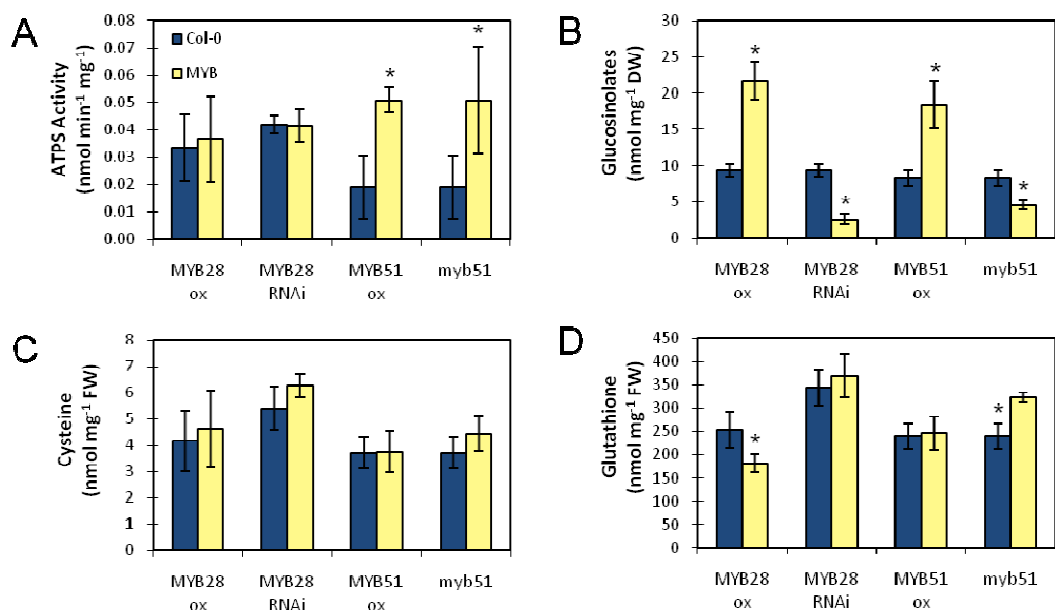 A
ATPS Activity
(nmol min⁻¹ mg⁻¹)
0.08
0.07
0.06
0.05
0.04
0.03
0.02
0.01
0.00
Col-0
MYB
*
*
MYB28 ox
MYB28 RNAi
MYB51 ox
myb51
B
Glucosinolates
(nmol mg⁻¹ DW)
30
25
20
15
10
5
0
*
*
*
*
MYB28 ox
MYB28 RNAi
MYB51 ox
myb51
C
Cysteine
(nmol mg⁻¹ FW)
8
7
6
5
4
3
2
1
0
MYB28 ox
MYB28 RNAi
MYB51 ox
myb51
D
Glutathione
(nmol mg⁻¹ FW)
450
400
350
300
250
200
150
100
50
0
*
*
MYB28 ox
MYB28 RNAi
MYB51 ox
myb51